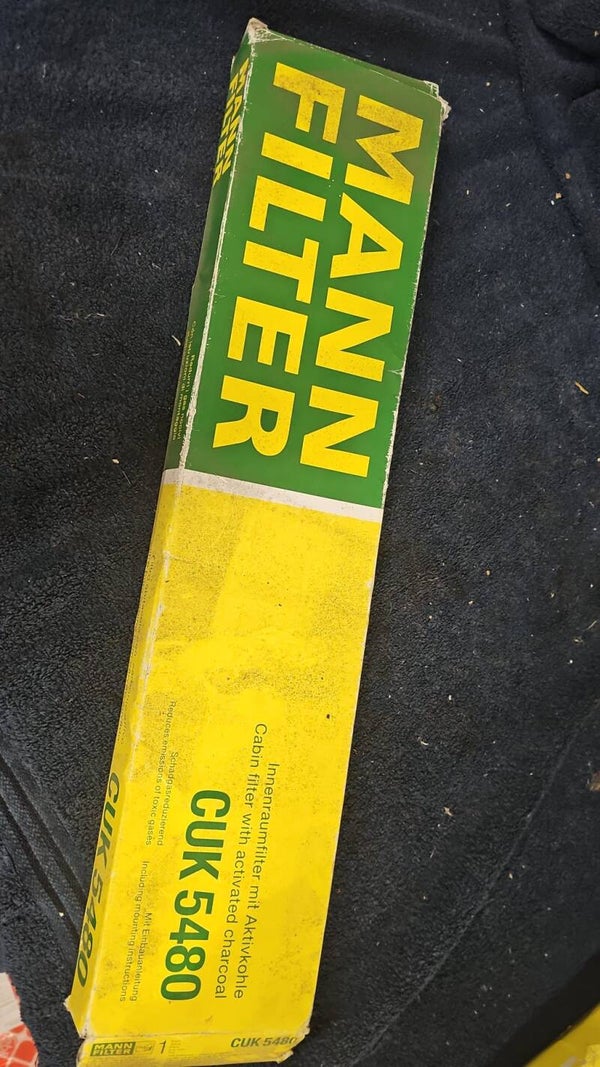 MANN
FILTER
Innenraumfilter mit Aktivkohle
Cabin filter with activated charcoal
CUK 5480
Schadgasreduzierend
Reduces emissions of toxic gases
Mit Einbauanleitung
Including mounting instructions
MANN
FILTER
CUK 5480
MANN
FILTER
1
CUK 5480